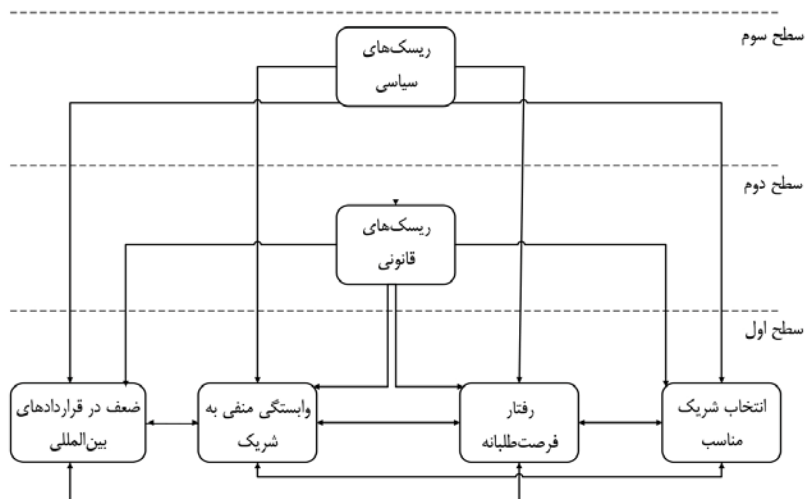 سطح سوم
ریسک‌های
سیاسی
سطح دوم
ریسک‌های
قانونی
سطح اول
انتخاب شریک
مناسب
رفتار
فرصت‌طلبانه
وابستگی منفی به
شریک
ضعف در قراردادهای
بین‌المللی